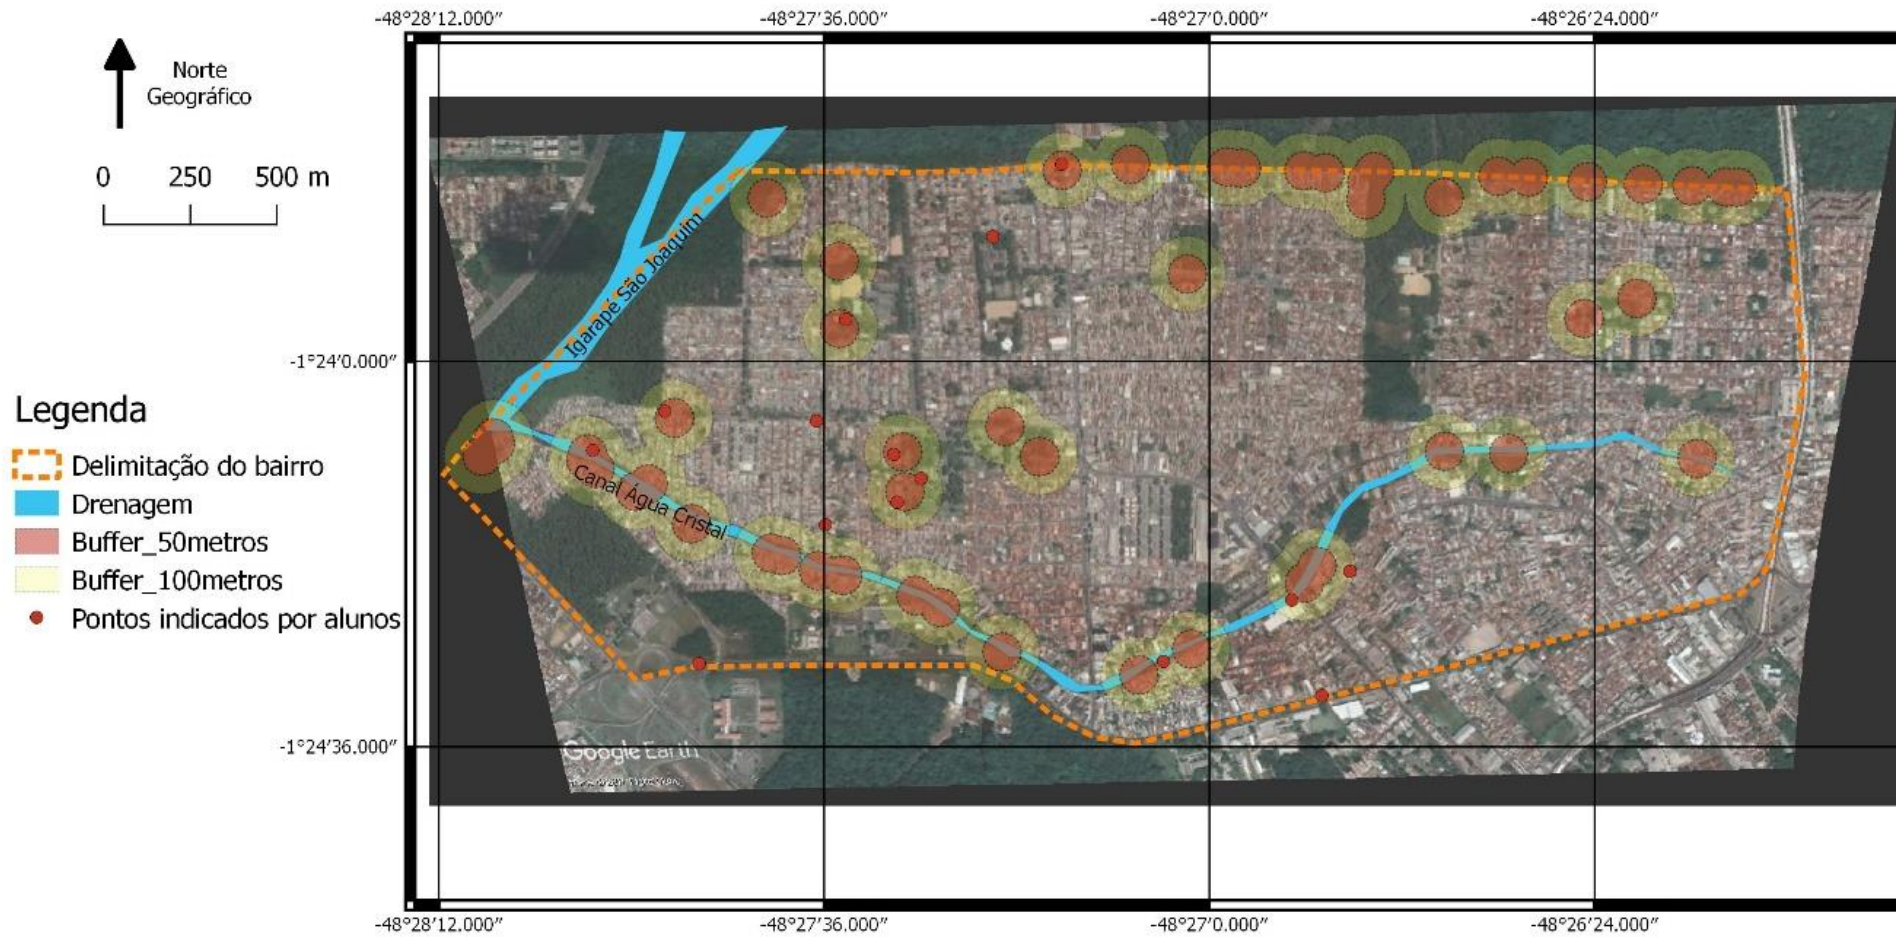 -48°28′12.000″ -48°27′36.000″ -48°27′0.000″ -48°26′24.000″
Norte
Geográfico
0 250 500 m
Igarapé São Joaquim
-1°24′0.000″
Legenda
Delimitação do bairro
Drenagem
Buffer_50metros
Buffer_100metros
Pontos indicados por alunos
Canal Água Cristal
-1°24′36.000″
Google Earth
-48°28′12.000″ -48°27′36.000″ -48°27′0.000″ -48°26′24.000″